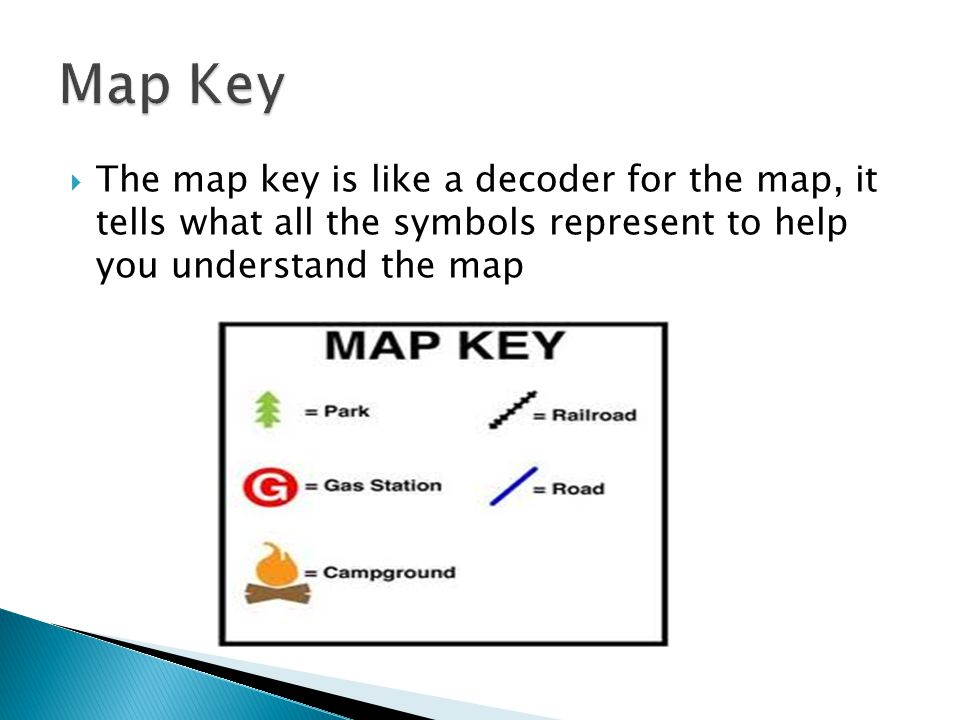 Map Key
The map key is like a decoder for the map, it
tells what all the symbols represent to help
you understand the map
MAP KEY
= Park
= Railroad
G = Gas Station
= Road
= Campground